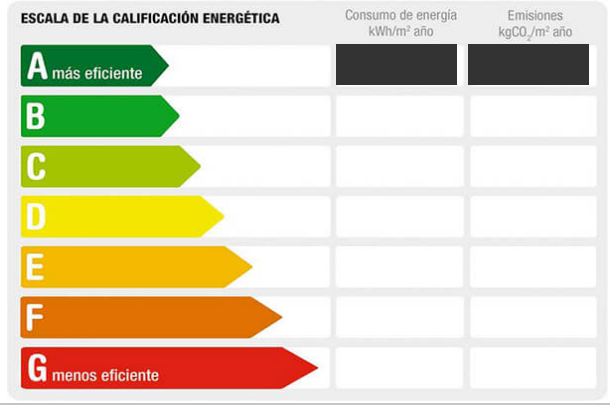 ESCALA DE LA CALIFICACIÓN ENERGÉTICA
Consumo de energía
kWh/m² año
Emisiones
kgCO₂/m² año
A más eficiente
B
C
D
E
F
G menos eficiente